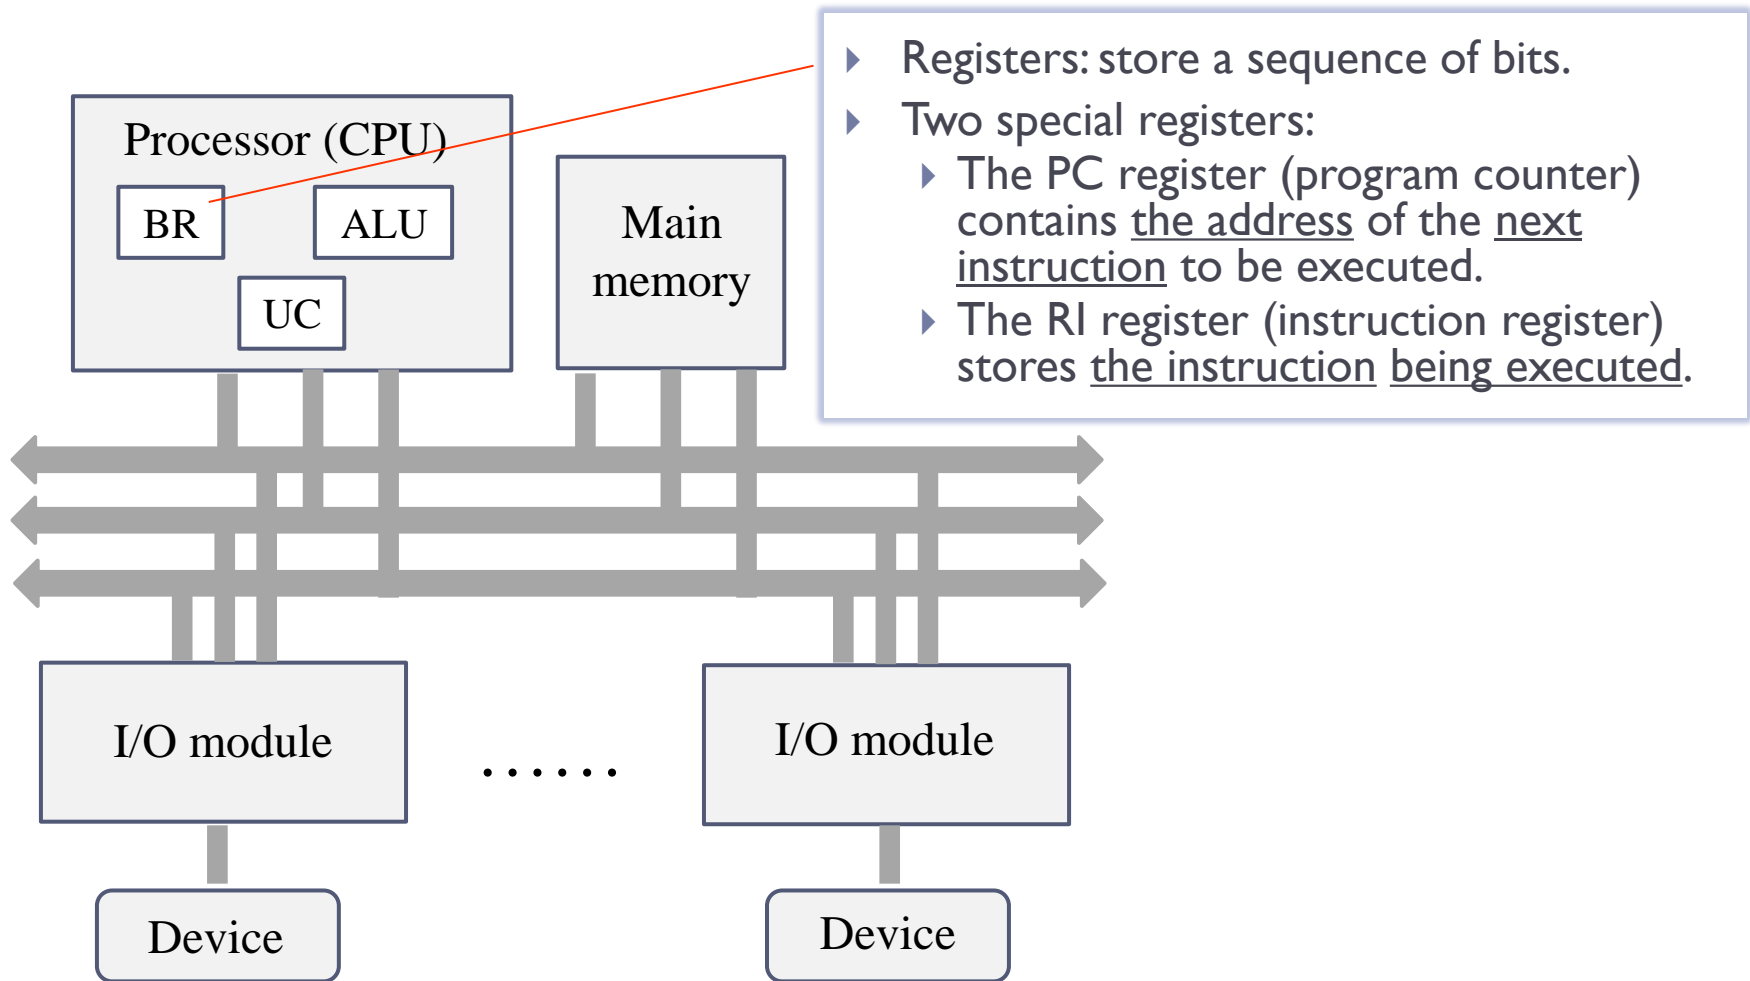 Registers: store a sequence of bits.
Two special registers:
The PC register (program counter)
contains the address of the next
instruction to be executed.
The RI register (instruction register)
stores the instruction being executed.
Processor (CPU)
BR
ALU
UC
Main
memory
I/O module
......
I/O module
Device
Device